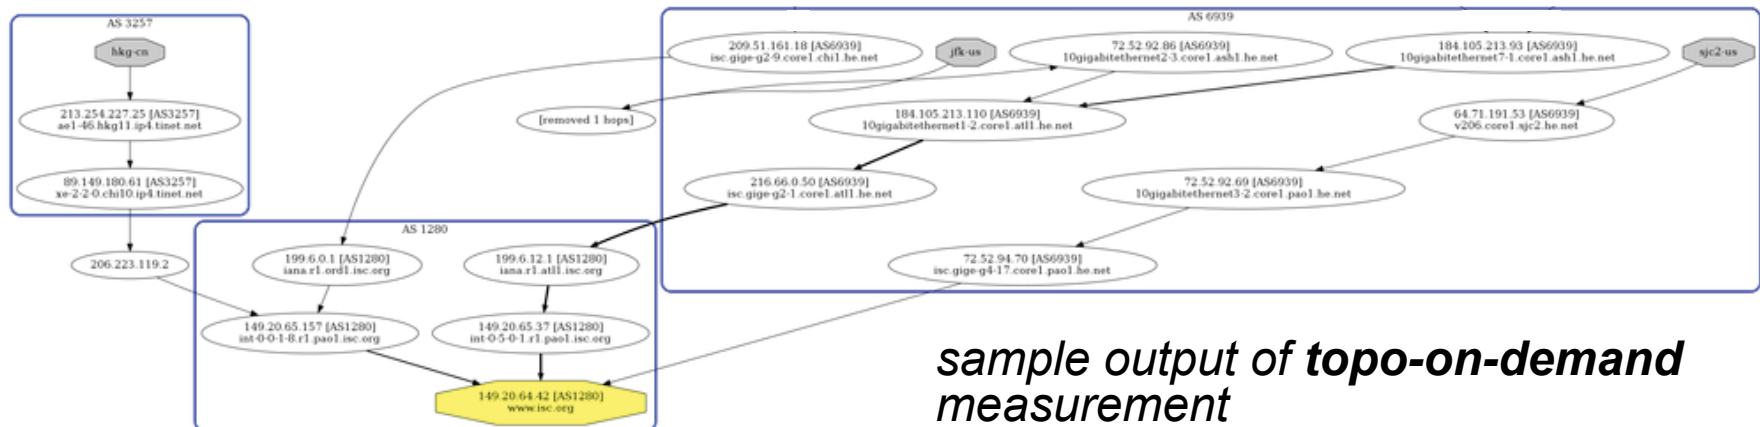 AS 3257
hkg-cn
213.254.227.25 [AS3257]
ae1-46.hkg11.ip4.tinet.net
89.149.180.61 [AS3257]
xe-2-2-0.chi10.ip4.tinet.net
206.223.119.2
AS 6939
209.51.161.18 [AS6939]
isc.gige-g2-9.core1.chi1.he.net
jfk-us
72.52.92.86 [AS6939]
10gigabitethernet2-3.core1.ash1.he.net
184.105.213.93 [AS6939]
10gigabitethernet7-1.core1.ash1.he.net
sjc2-us
[removed 1 hops]
184.105.213.110 [AS6939]
10gigabitethernet1-2.core1.atl1.he.net
64.71.191.53 [AS6939]
v206.core1.sjc2.he.net
216.66.0.50 [AS6939]
isc.gige-g2-1.core1.atl1.he.net
72.52.92.69 [AS6939]
10gigabitethernet3-2.core1.pao1.he.net
72.52.94.70 [AS6939]
isc.gige-g4-17.core1.pao1.he.net
AS 1280
199.6.0.1 [AS1280]
iana.r1.ord1.isc.org
199.6.12.1 [AS1280]
iana.r1.atl1.isc.org
149.20.65.157 [AS1280]
int-0-0-1-8.r1.pao1.isc.org
149.20.65.37 [AS1280]
int-0-5-0-1.r1.pao1.isc.org
149.20.64.42 [AS1280]
www.isc.org
sample output of topo-on-demand
measurement